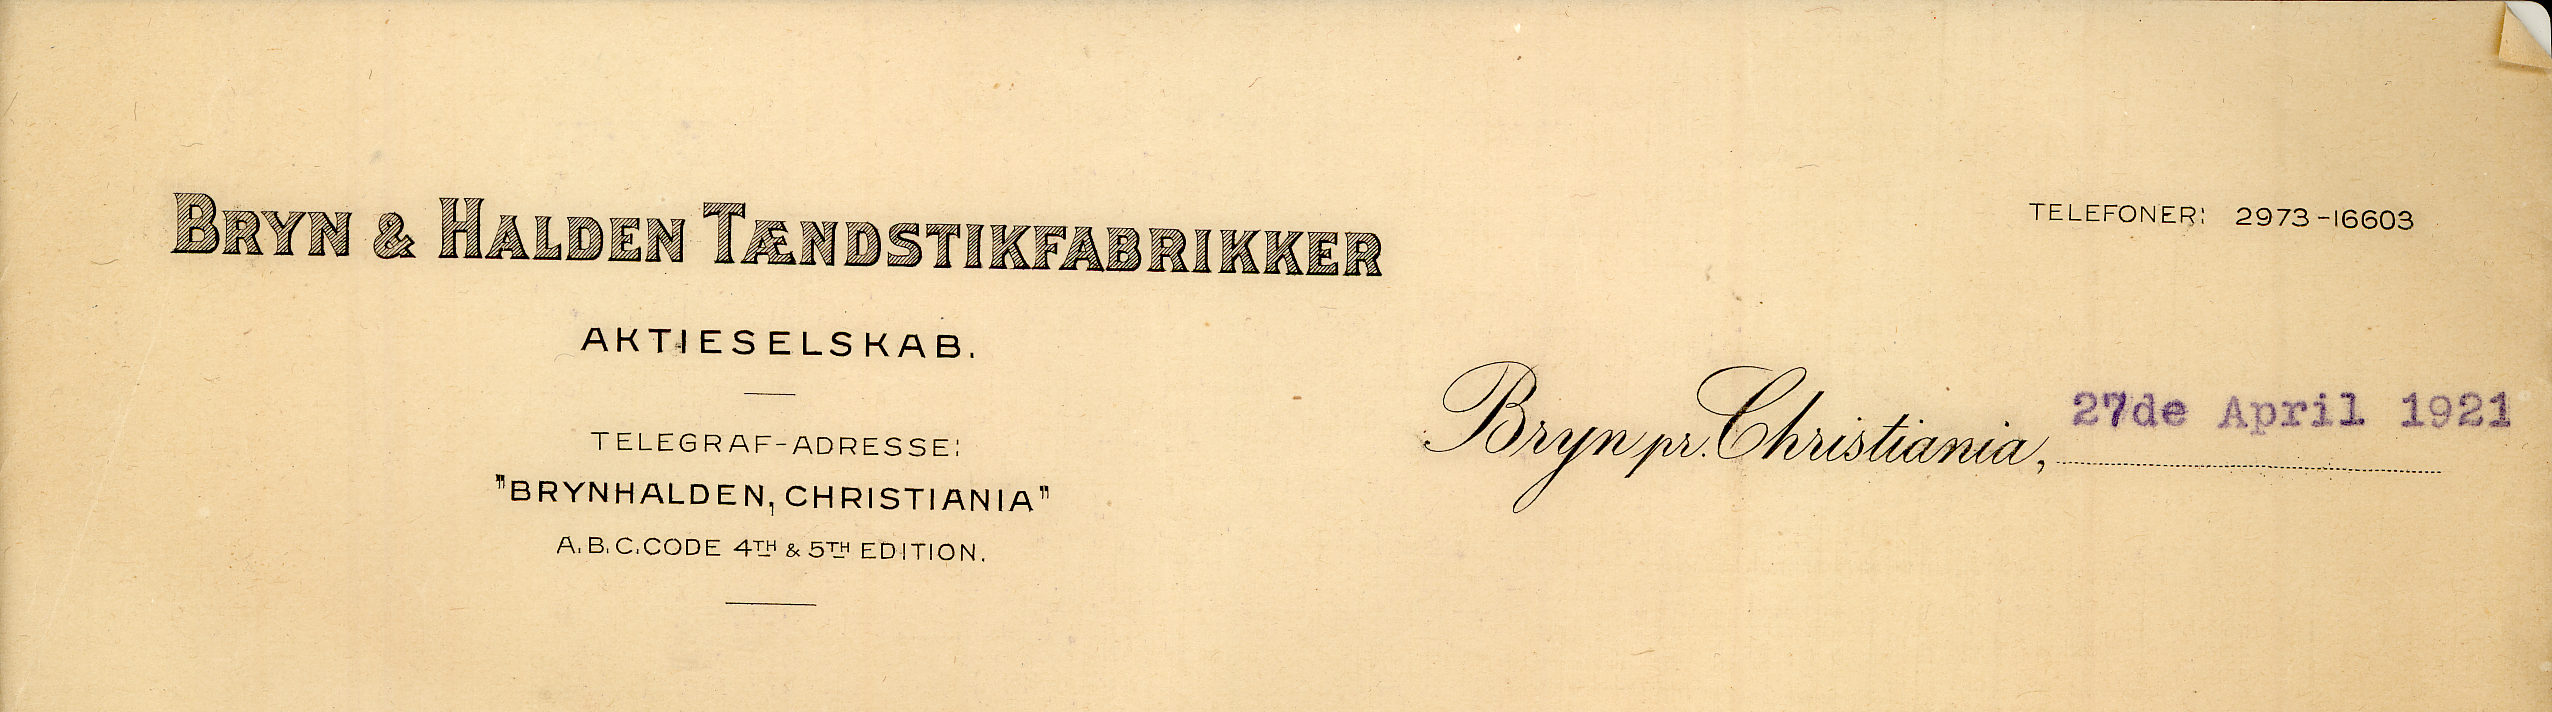 BRYN & HALDEN TÆNDSTIKFABRIKKER
AKTIESELSKAB.
TELEGRAF-ADRESSE:
"BRYNHALDEN, CHRISTIANIA"
A.B.C. CODE 4TH & 5TH EDITION.
TELEFONER: 2973-16603
Bryn pr. Christiania, 27de April 1921